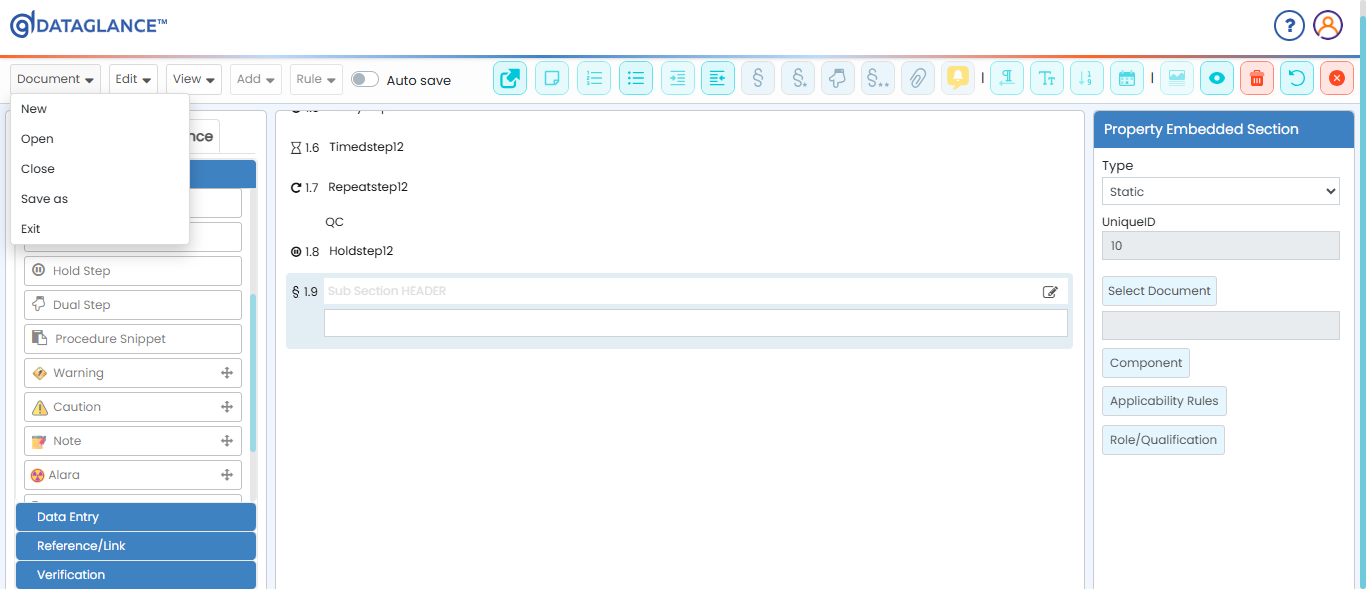 DATAGLANCE™
?
Document
Edit
View
Add
Rule
Auto save
New
Open
Close
Save as
Exit
nce
Hold Step
Dual Step
Procedure Snippet
Warning
Caution
Note
Alara
Data Entry
Reference/Link
Verification
1.6 Timedstep12
1.7 Repeatstep12
QC
1.8 Holdstep12
§ 1.9 Sub Section HEADER
Property Embedded Section
Type
Static
UniqueID
10
Select Document
Component
Applicability Rules
Role/Qualification